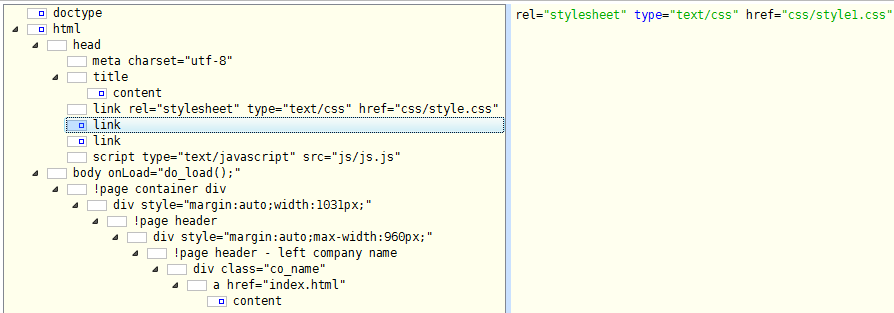 doctype
html
head
meta charset="utf-8"
title
content
link rel="stylesheet" type="text/css" href="css/style.css"
link
link
script type="text/javascript" src="js/js.js"
body onLoad="do_load();"
!page container div
div style="margin:auto;width:1031px;"
!page header
div style="margin:auto;max-width:960px;"
!page header - left company name
div class="co_name"
a href="index.html"
content
rel="stylesheet" type="text/css" href="css/style1.css"